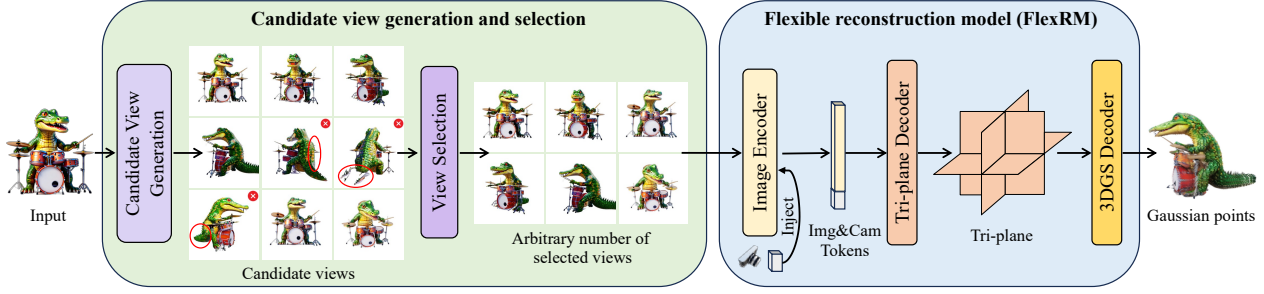 Candidate view generation and selection
Flexible reconstruction model (FlexRM)
Input
Candidate View
Generation
Candidate views
View Selection
Arbitrary number of
selected views
Image Encoder
Inject
Img&Cam
Tokens
Tri-plane Decoder
Tri-plane
3DGS Decoder
Gaussian points